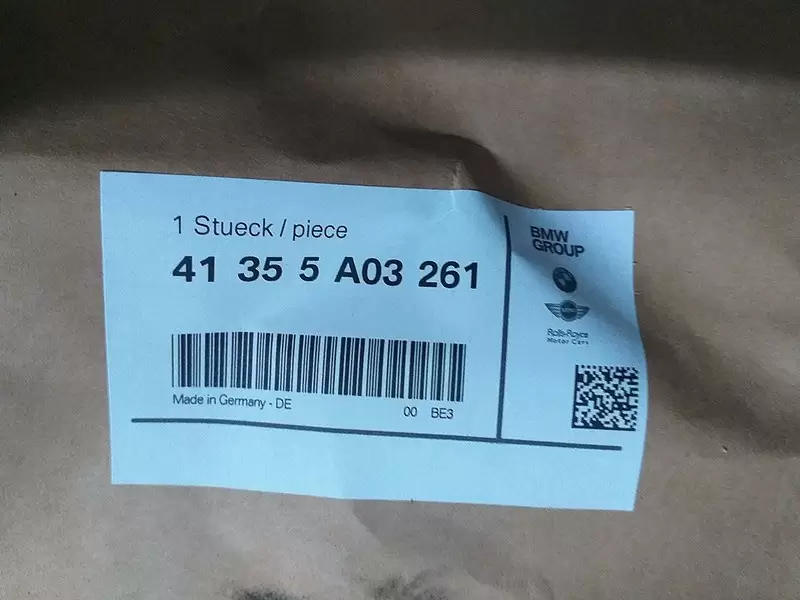 1 Stueck / piece
41 35 5 A03 261
Made in Germany - DE
00 BE3
BMW
GROUP
Rolls-Royce
Motor Cars